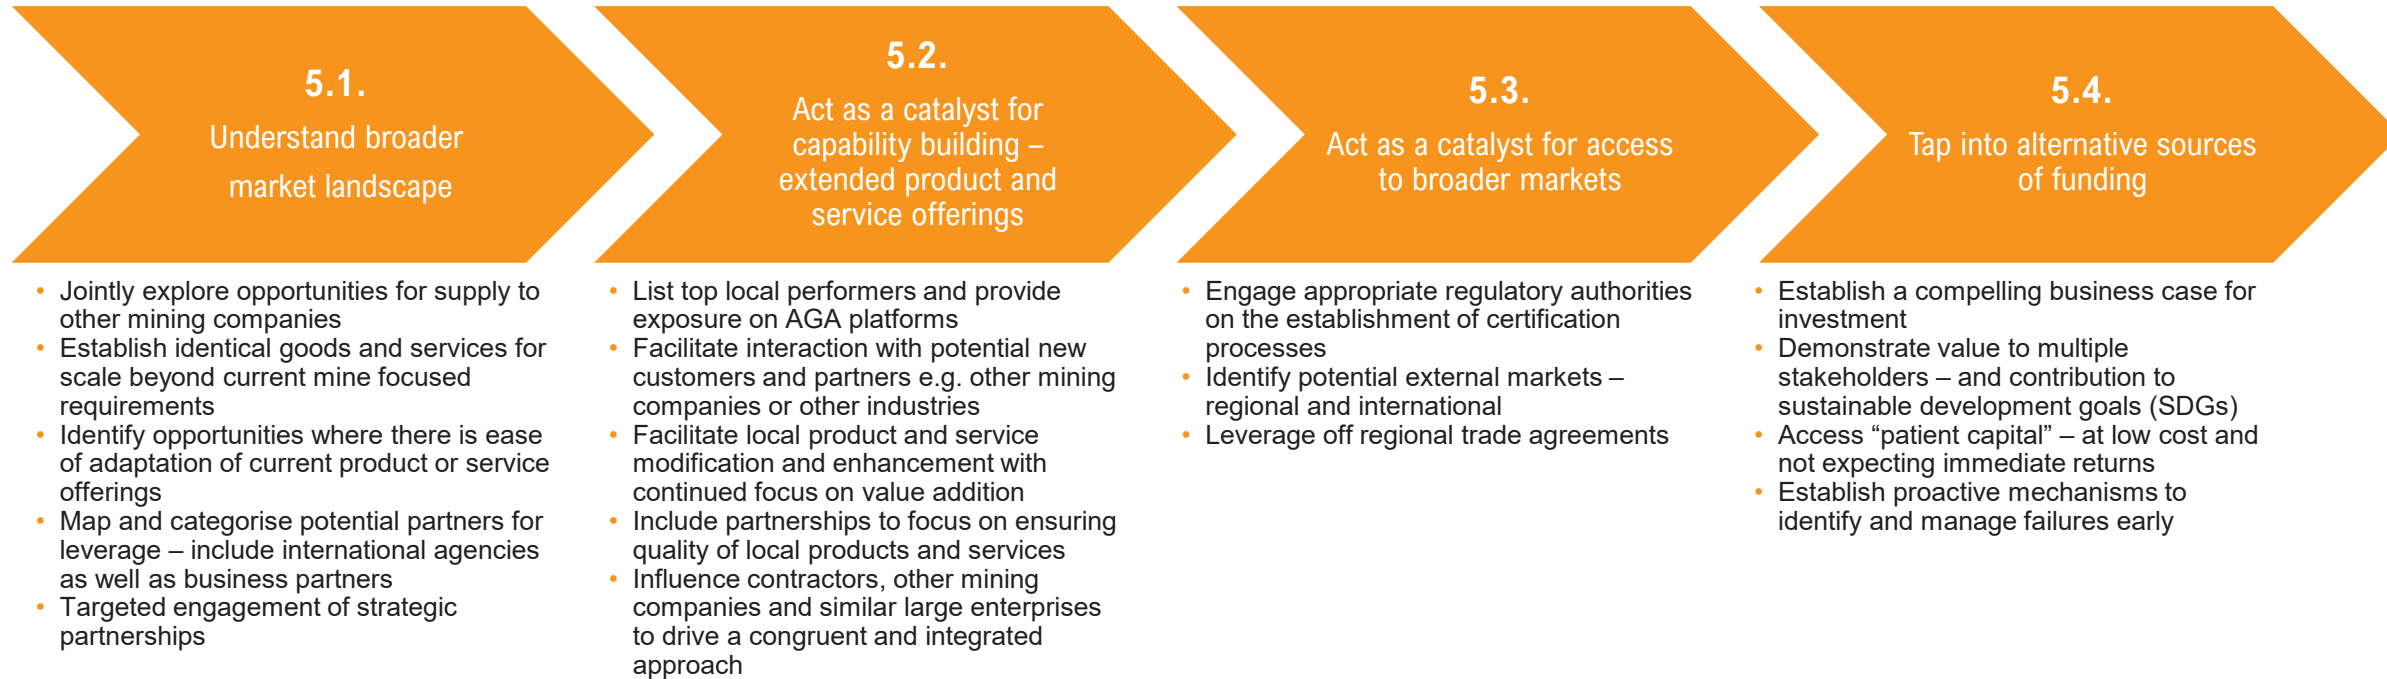 5.1.
Understand broader
market landscape
• Jointly explore opportunities for supply to
other mining companies
• Establish identical goods and services for
scale beyond current mine focused
requirements
• Identify opportunities where there is ease
of adaptation of current product or service
offerings
• Map and categorise potential partners for
leverage – include international agencies
as well as business partners
• Targeted engagement of strategic
partnerships
5.2.
Act as a catalyst for
capability building –
extended product and
service offerings
• List top local performers and provide
exposure on AGA platforms
• Facilitate interaction with potential new
customers and partners e.g. other mining
companies or other industries
• Facilitate local product and service
modification and enhancement with
continued focus on value addition
• Include partnerships to focus on ensuring
quality of local products and services
• Influence contractors, other mining
companies and similar large enterprises
to drive a congruent and integrated
approach
5.3.
Act as a catalyst for access
to broader markets
• Engage appropriate regulatory authorities
on the establishment of certification
processes
• Identify potential external markets –
regional and international
• Leverage off regional trade agreements
5.4.
Tap into alternative sources
of funding
• Establish a compelling business case for
investment
• Demonstrate value to multiple
stakeholders – and contribution to
sustainable development goals (SDGs)
• Access “patient capital” – at low cost and
not expecting immediate returns
• Establish proactive mechanisms to
identify and manage failures early